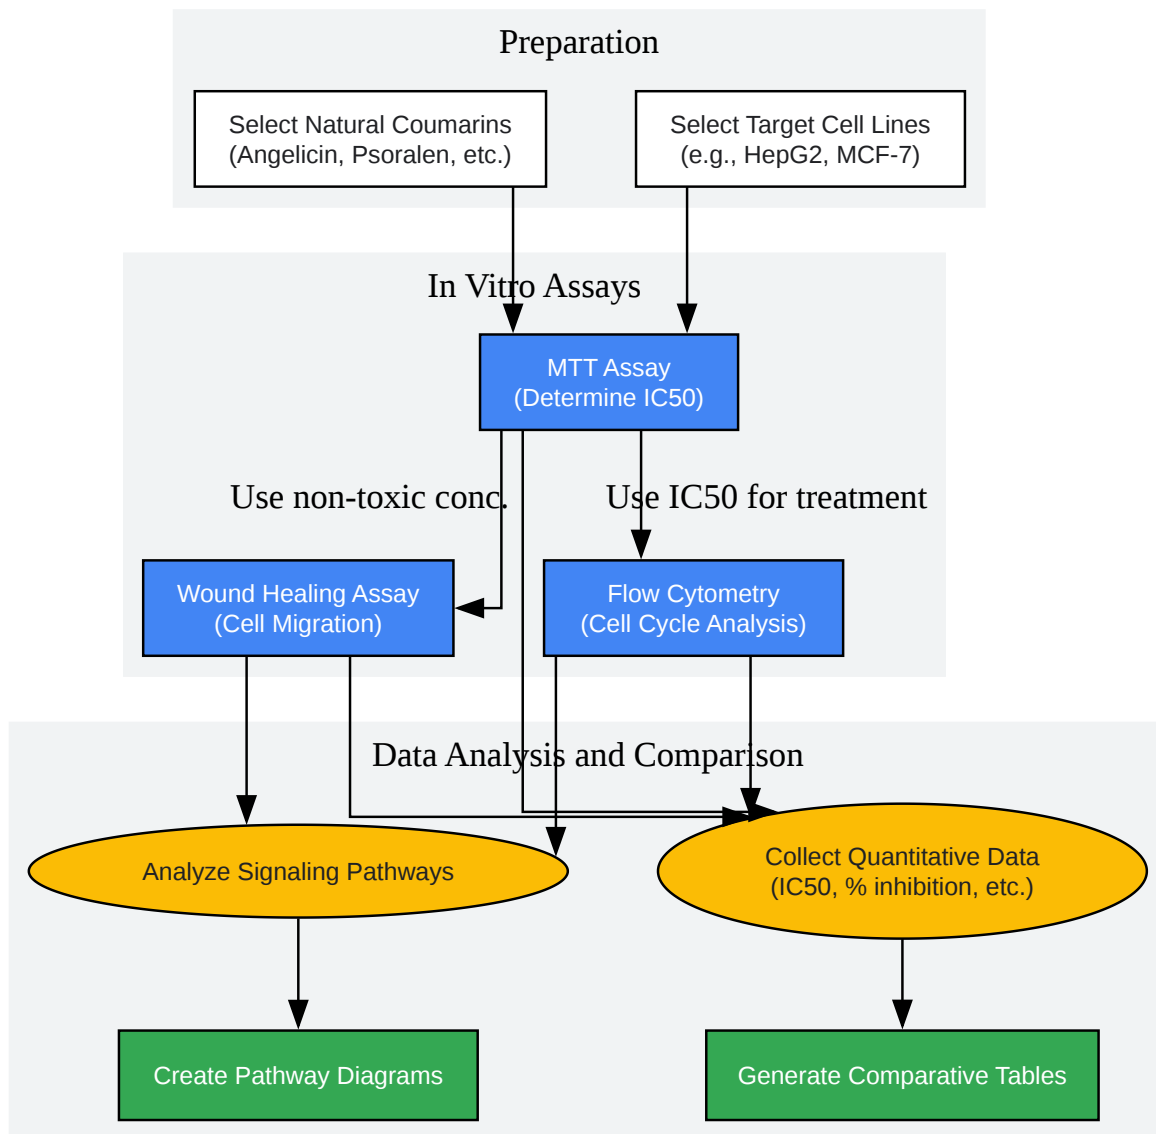 Preparation
Select Natural Coumarins
(Angelicin, Psoralen, etc.)
Select Target Cell Lines
(e.g., HepG2, MCF-7)
In Vitro Assays
MTT Assay
(Determine IC50)
Use non-toxic conc.
Use IC50 for treatment
Wound Healing Assay
(Cell Migration)
Flow Cytometry
(Cell Cycle Analysis)
Data Analysis and Comparison
Analyze Signaling Pathways
Collect Quantitative Data
(IC50, % inhibition, etc.)
Create Pathway Diagrams
Generate Comparative Tables